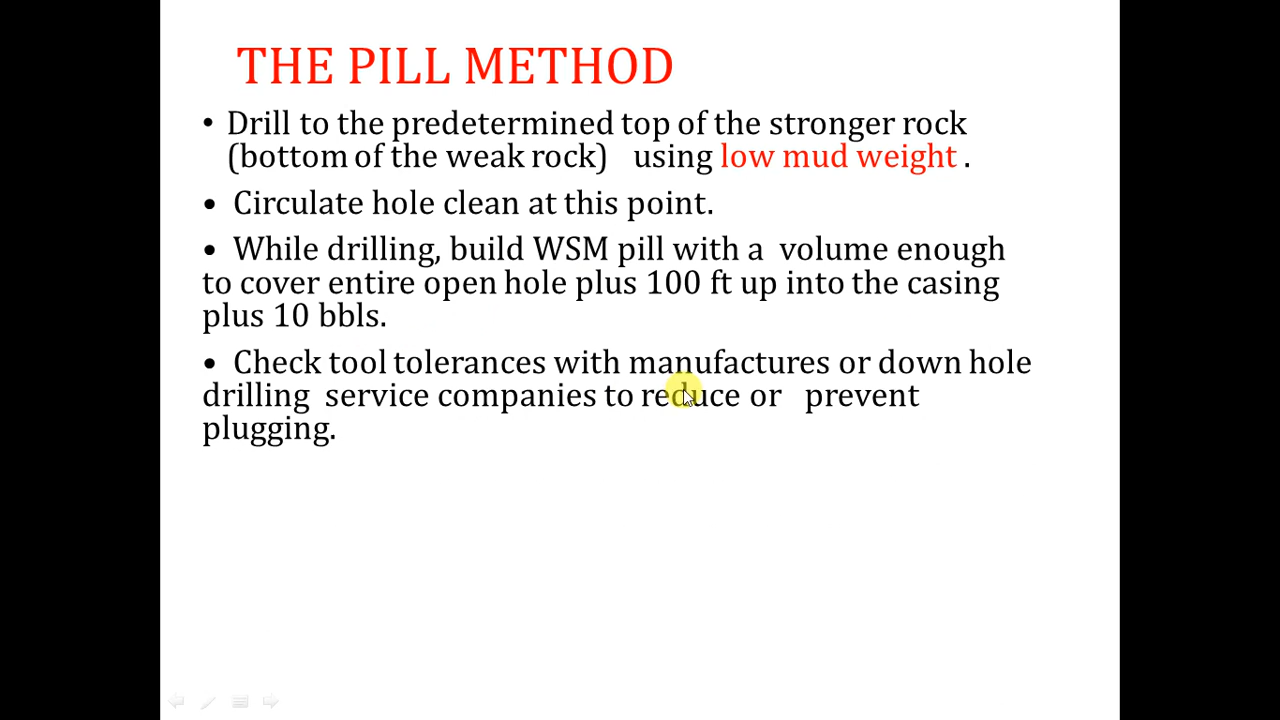 THE PILL METHOD
• Drill to the predetermined top of the stronger rock
(bottom of the weak rock) using low mud weight .
• Circulate hole clean at this point.
• While drilling, build WSM pill with a volume enough
to cover entire open hole plus 100 ft up into the casing
plus 10 bbls.
• Check tool tolerances with manufactures or down hole
drilling service companies to reduce or prevent
plugging.